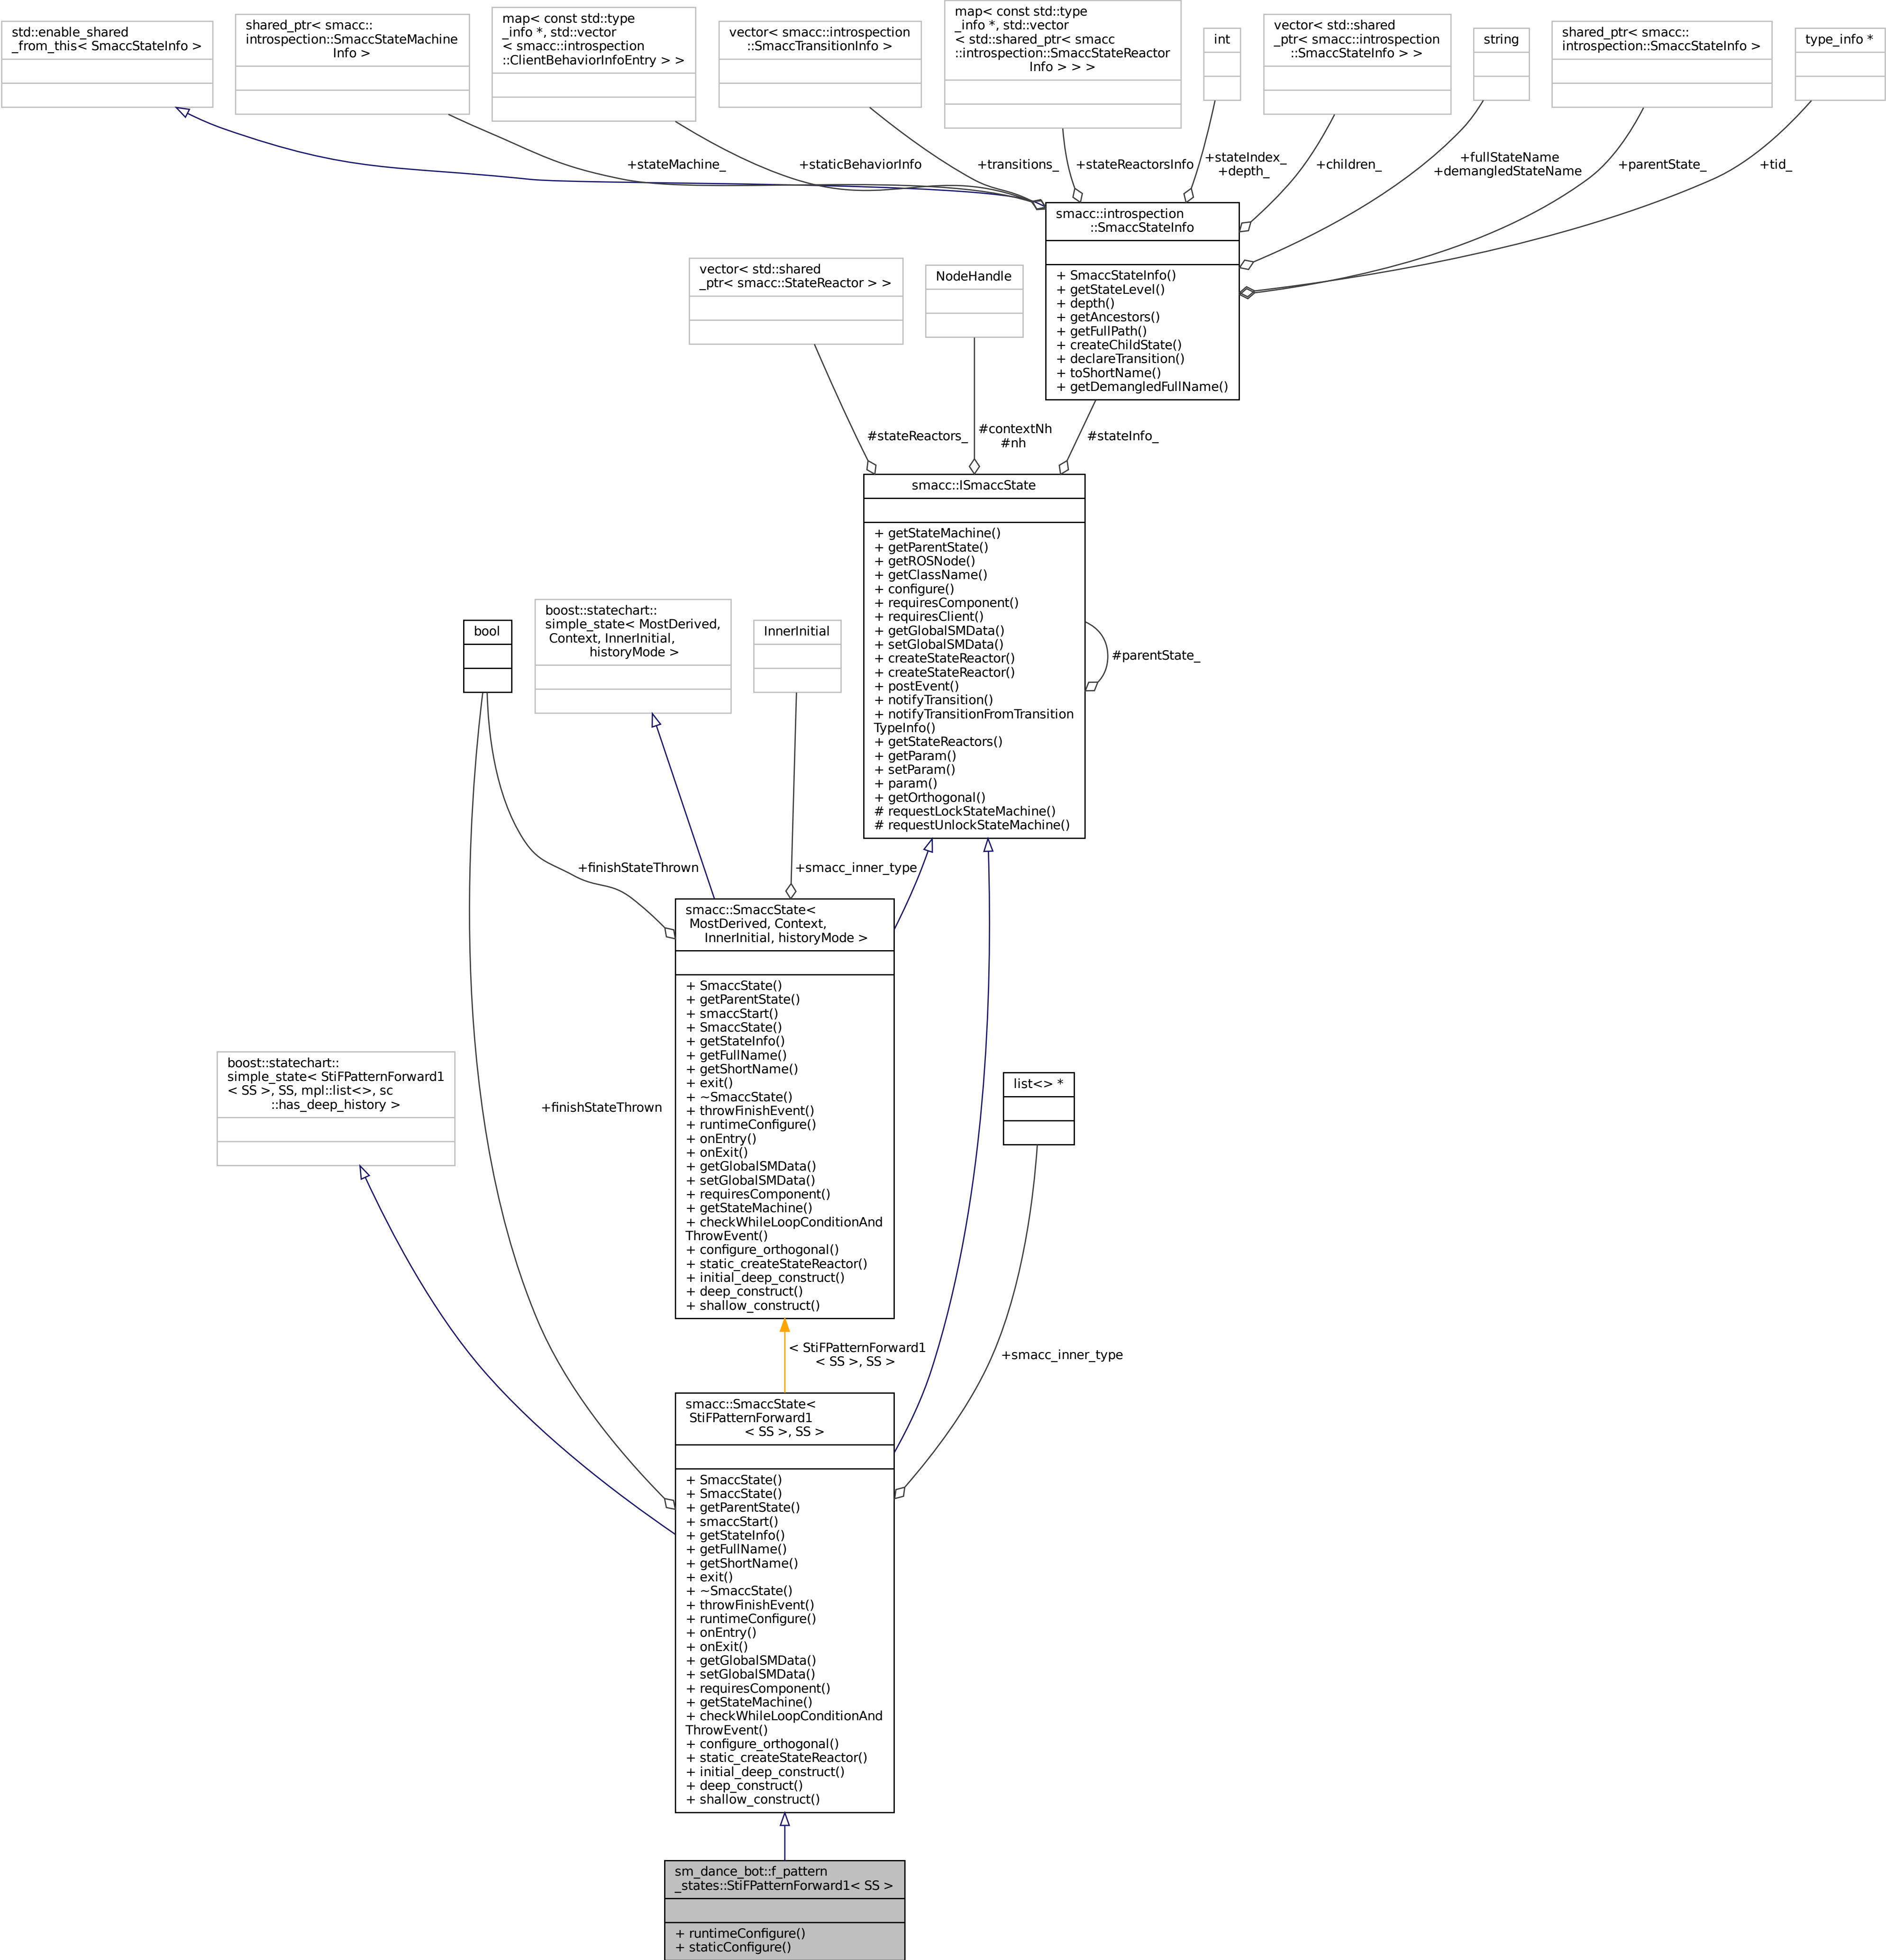 std::enable_shared
_from_this< SmaccStateInfo >
shared_ptr< smacc::
introspection::SmaccStateMachine
Info >
map< const std::type
_info *, std::vector
< smacc::introspection
::ClientBehaviorInfoEntry > >
vector< smacc::introspection
::SmaccTransitionInfo >
map< const std::type
_info *, std::vector
< std::shared_ptr< smacc
::introspection::SmaccStateReactor
Info > > >
int
vector< std::shared
_ptr< smacc::introspection
::SmaccStateInfo > >
string
shared_ptr< smacc::
introspection::SmaccStateInfo >
type_info *
+stateMachine_
+staticBehaviorInfo
+transitions_
+stateReactorsInfo
+stateIndex_
+depth_
+children_
+fullStateName
+demangledStateName
+parentState_
+tid_
smacc::introspection
::SmaccStateInfo
+ SmaccStateInfo()
+ getStateLevel()
+ depth()
+ getAncestors()
+ getFullPath()
+ createChildState()
+ declareTransition()
+ toShortName()
+ getDemangledFullName()
vector< std::shared
_ptr< smacc::StateReactor > >
NodeHandle
#stateReactors_
#contextNh
#nh
#stateInfo_
smacc::ISmaccState
+ getStateMachine()
+ getParentState()
+ getROSNode()
+ getClassName()
+ configure()
+ requiresComponent()
+ requiresClient()
+ getGlobalSMData()
+ setGlobalSMData()
+ createStateReactor()
+ createStateReactor()
+ postEvent()
+ notifyTransition()
+ notifyTransitionFromTransition
TypeInfo()
+ getStateReactors()
+ getParam()
+ setParam()
+ param()
+ getOrthogonal()
# requestLockStateMachine()
# requestUnlockStateMachine()
#parentState_
bool
boost::statechart::
simple_state< MostDerived,
Context, InnerInitial,
historyMode >
InnerInitial
+finishStateThrown
+smacc_inner_type
smacc::SmaccState<
MostDerived, Context,
InnerInitial, historyMode >
+ SmaccState()
+ getParentState()
+ smaccStart()
+ SmaccState()
+ getStateInfo()
+ getFullName()
+ getShortName()
+ exit()
+ ~SmaccState()
+ throwFinishEvent()
+ runtimeConfigure()
+ onEntry()
+ onExit()
+ getGlobalSMData()
+ setGlobalSMData()
+ requiresComponent()
+ getStateMachine()
+ checkWhileLoopConditionAnd
ThrowEvent()
+ configure_orthogonal()
+ static_createStateReactor()
+ initial_deep_construct()
+ deep_construct()
+ shallow_construct()
boost::statechart::
simple_state< StiFPatternForward1
< SS >, SS, mpl::list<>, sc
::has_deep_history >
+finishStateThrown
list<> *
< StiFPatternForward1
< SS >, SS >
+smacc_inner_type
smacc::SmaccState<
StiFPatternForward1
< SS >, SS >
+ SmaccState()
+ SmaccState()
+ getParentState()
+ smaccStart()
+ getStateInfo()
+ getFullName()
+ getShortName()
+ exit()
+ ~SmaccState()
+ throwFinishEvent()
+ runtimeConfigure()
+ onEntry()
+ onExit()
+ getGlobalSMData()
+ setGlobalSMData()
+ requiresComponent()
+ getStateMachine()
+ checkWhileLoopConditionAnd
ThrowEvent()
+ configure_orthogonal()
+ static_createStateReactor()
+ initial_deep_construct()
+ deep_construct()
+ shallow_construct()
sm_dance_bot::f_pattern
_states::StiFPatternForward1< SS >
+ runtimeConfigure()
+ staticConfigure()